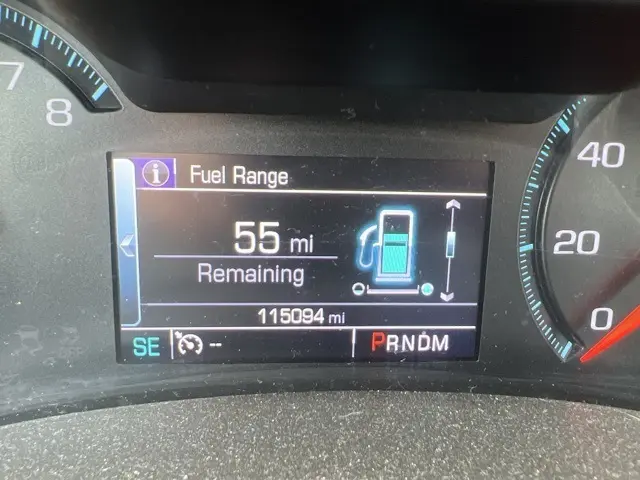 7
8
i Fuel Range
55 mi
Remaining
115094 mi
SE -- PRNDM
40
20
0